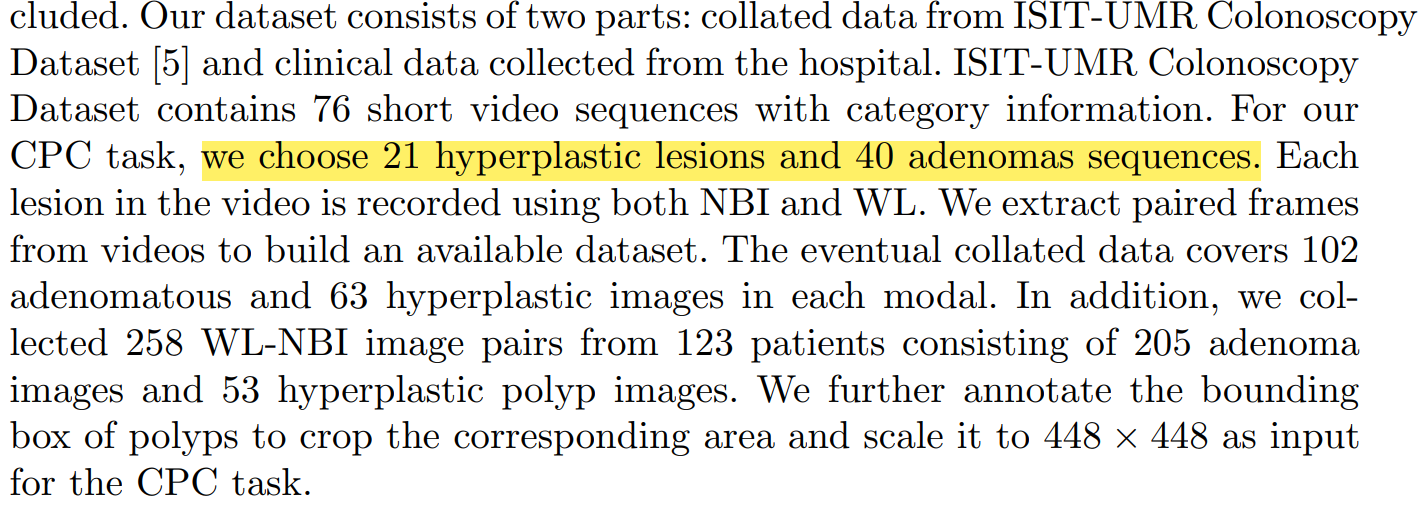 cluded. Our dataset consists of two parts: collated data from ISIT-UMR Colonoscopy
Dataset [5] and clinical data collected from the hospital. ISIT-UMR Colonoscopy
Dataset contains 76 short video sequences with category information. For our
CPC task, we choose 21 hyperplastic lesions and 40 adenomas sequences. Each
lesion in the video is recorded using both NBI and WL. We extract paired frames
from videos to build an available dataset. The eventual collated data covers 102
adenomatous and 63 hyperplastic images in each modal. In addition, we col-
lected 258 WL-NBI image pairs from 123 patients consisting of 205 adenoma
images and 53 hyperplastic polyp images. We further annotate the bounding
box of polyps to crop the corresponding area and scale it to 448 × 448 as input
for the CPC task.